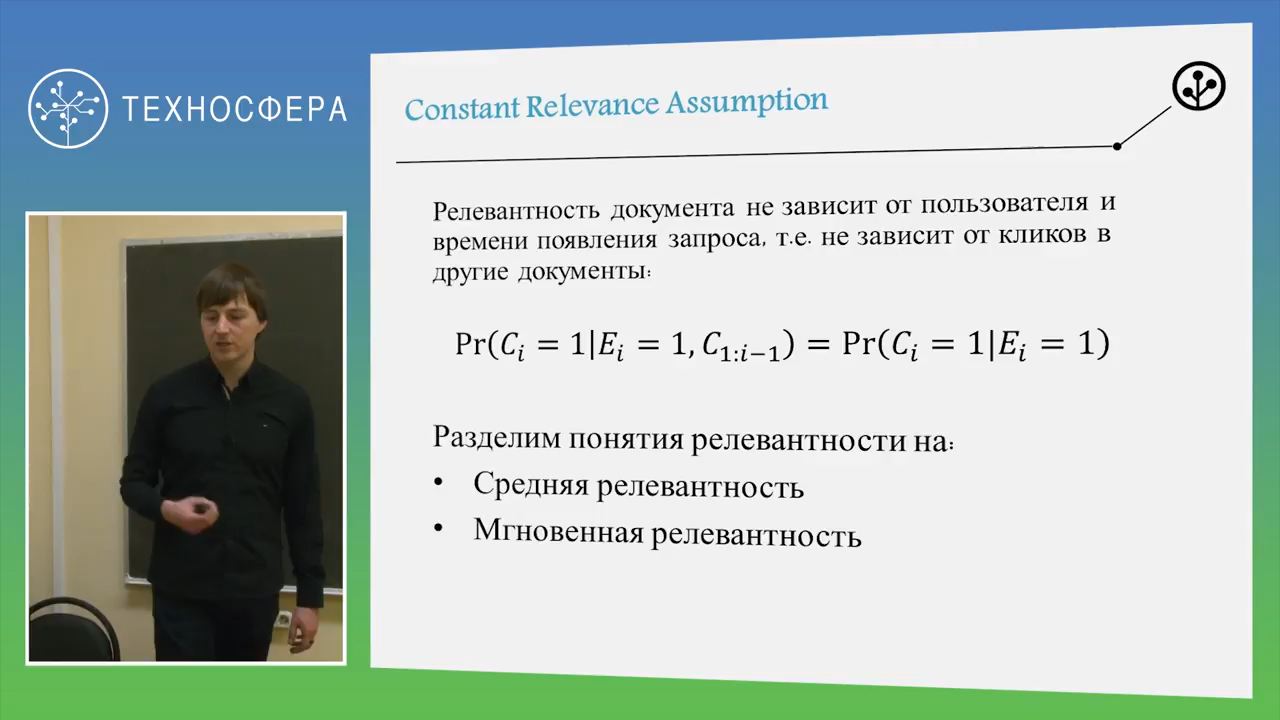 ТЕХНОСФЕРА
Constant Relevance Assumption
Релевантность документа не зависит от пользователя и
времени появления запроса, т.е. не зависит от кликов в
другие документы:
Pr(C_i = 1|E_i = 1, C_{1:i−1}) = Pr(C_i = 1|E_i = 1)
Разделим понятия релевантности на:
• Средняя релевантность
• Мгновенная релевантность